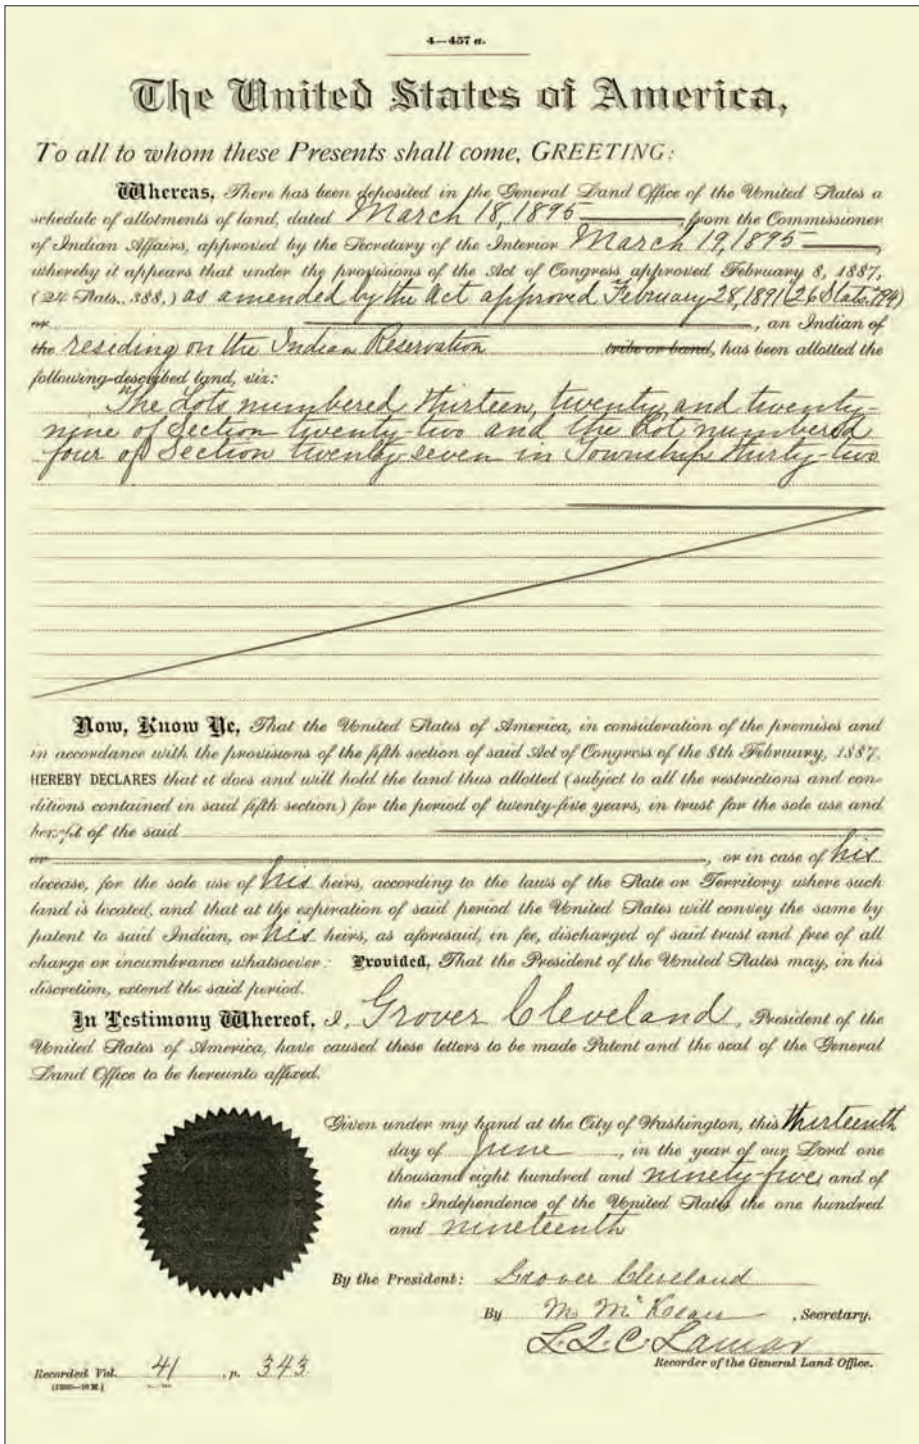 4—457 a.
The United States of America,
To all to whom these Presents shall come, GREETING:
Whereas, There has been deposited in the General Land Office of the United States a
schedule of allotments of land, dated March 18, 1895, from the Commissioner
of Indian Affairs, approved by the Secretary of the Interior March 19, 1895,
whereby it appears that under the provisions of the Act of Congress approved February 8, 1887,
(24 Stats., 388,) as amended by the Act approved February 28, 1891 (26 Stats. 794)
or , an Indian of
the residing on the Indian Reservation tribe or band, has been allotted the
following-described land, viz:
The Lots numbered thirteen, twenty and twenty-
nine of Section twenty-two and the Lot numbered
four of Section twenty seven in Township thirty-two
Now, Know Ye, That the United States of America, in consideration of the premises and
in accordance with the provisions of the fifth section of said Act of Congress of the 8th February, 1887,
HEREBY DECLARES that it does and will hold the land thus allotted (subject to all the restrictions and con-
ditions contained in said fifth section) for the period of twenty-five years, in trust for the sole use and
benefit of the said
or , or in case of his
decease, for the sole use of his heirs, according to the laws of the State or Territory where such
land is located, and that at the expiration of said period the United States will convey the same by
patent to said Indian, or his heirs, as aforesaid, in fee, discharged of said trust and free of all
charge or incumbrance whatsoever: Provided, That the President of the United States may, in his
discretion, extend the said period.
In Testimony Whereof, I, Grover Cleveland, President of the
United States of America, have caused these letters to be made Patent and the seal of the General
Land Office to be hereunto affixed.
Given under my hand at the City of Washington, this thirteenth
day of June, in the year of our Lord one
thousand eight hundred and ninety-five, and of
the Independence of the United States the one hundred
and nineteenth
By the President: Grover Cleveland
By M. McKean, Secretary.
L.Q.C. Lamar
Recorder of the General Land Office.
Recorded Vol. 41, p. 343